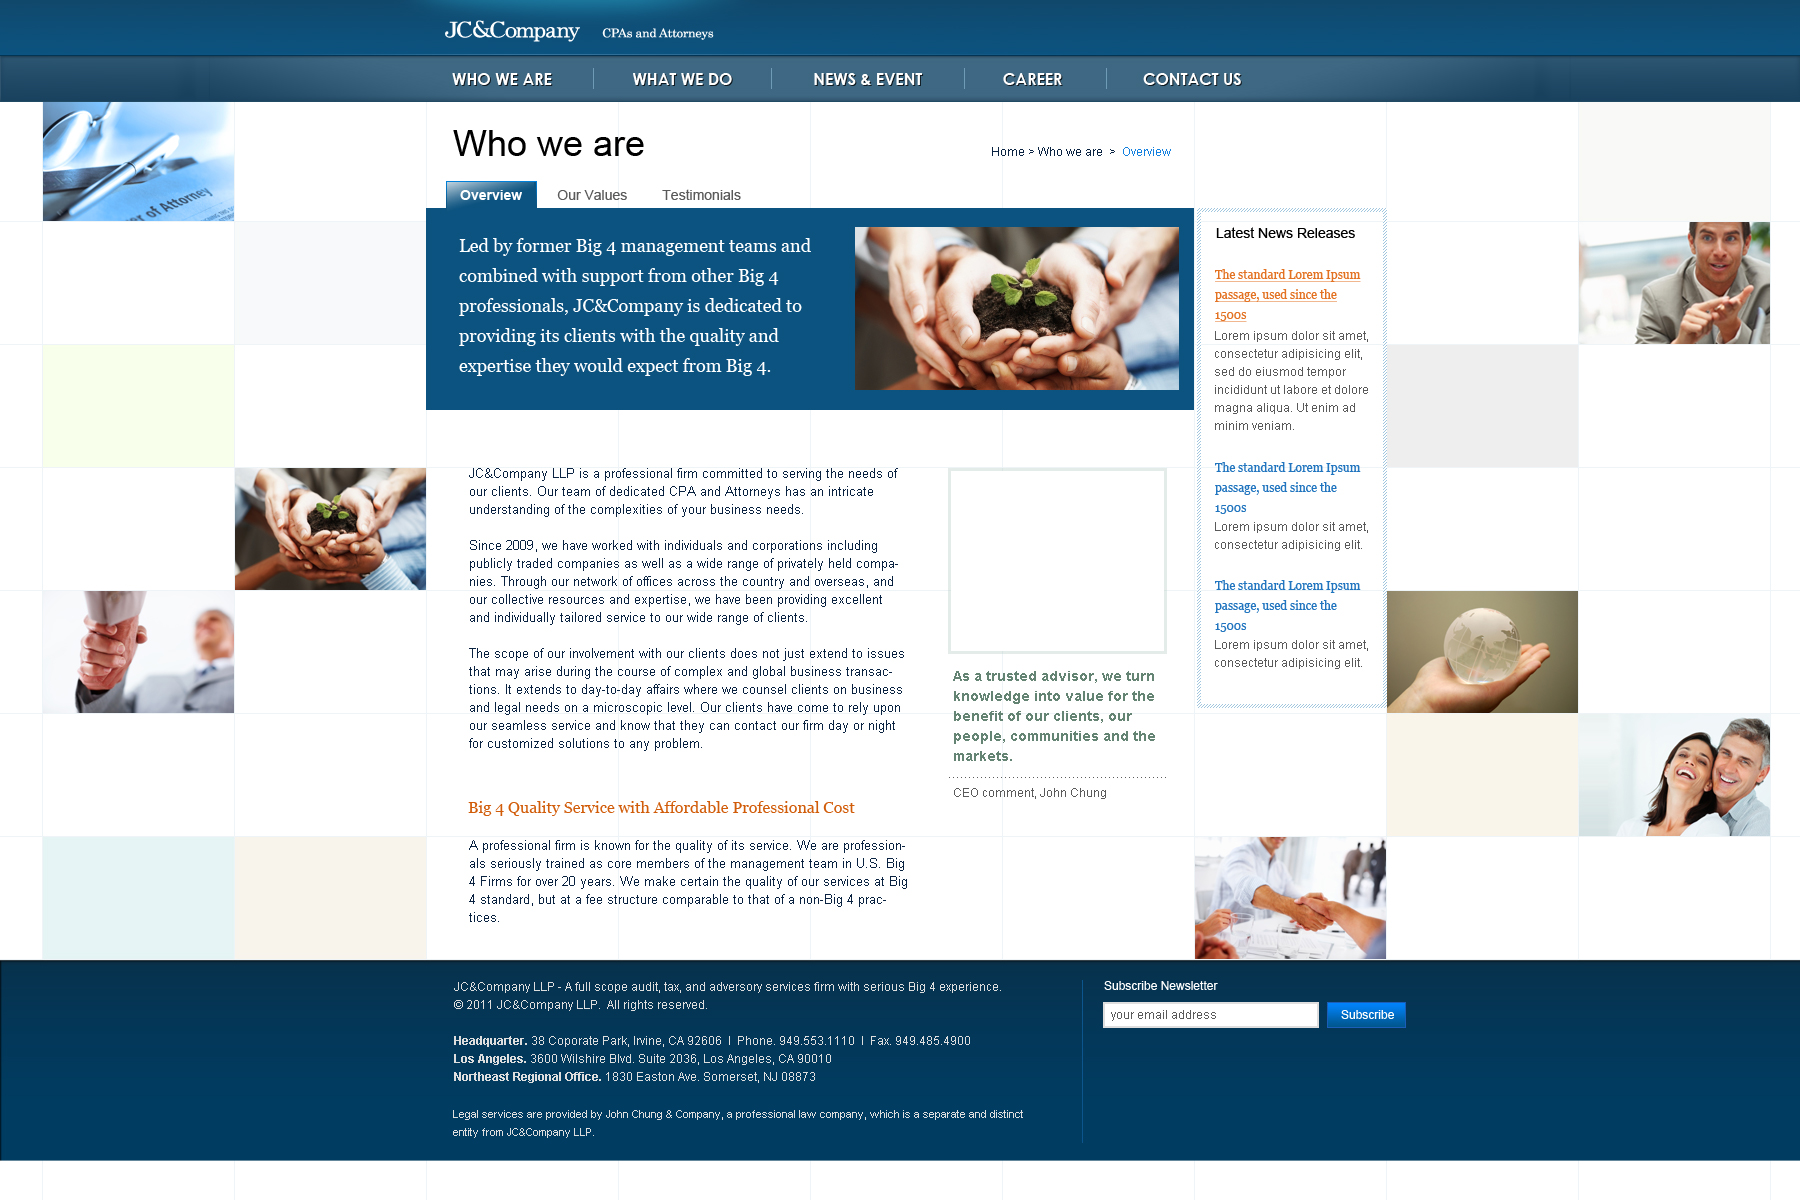 JC&Company CPAs and Attorneys
WHO WE ARE
WHAT WE DO
NEWS & EVENT
CAREER
CONTACT US
er of Attorney
Who we are
Home > Who we are > Overview
Overview
Our Values
Testimonials
Led by former Big 4 management teams and
combined with support from other Big 4
professionals, JC&Company is dedicated to
providing its clients with the quality and
expertise they would expect from Big 4.
Latest News Releases
The standard Lorem Ipsum
passage, used since the
1500s
Lorem ipsum dolor sit amet,
consectetur adipisicing elit,
sed do eiusmod tempor
incididunt ut labore et dolore
magna aliqua. Ut enim ad
minim veniam.
The standard Lorem Ipsum
passage, used since the
1500s
Lorem ipsum dolor sit amet,
consectetur adipisicing elit.
The standard Lorem Ipsum
passage, used since the
1500s
Lorem ipsum dolor sit amet,
consectetur adipisicing elit.
JC&Company LLP is a professional firm committed to serving the needs of
our clients. Our team of dedicated CPA and Attorneys has an intricate
understanding of the complexities of your business needs.
Since 2009, we have worked with individuals and corporations including
publicly traded companies as well as a wide range of privately held compa-
nies. Through our network of offices across the country and overseas, and
our collective resources and expertise, we have been providing excellent
and individually tailored service to our wide range of clients.
The scope of our involvement with our clients does not just extend to issues
that may arise during the course of complex and global business transac-
tions. It extends to day-to-day affairs where we counsel clients on business
and legal needs on a microscopic level. Our clients have come to rely upon
our seamless service and know that they can contact our firm day or night
for customized solutions to any problem.
As a trusted advisor, we turn
knowledge into value for the
benefit of our clients, our
people, communities and the
markets.
CEO comment, John Chung
Big 4 Quality Service with Affordable Professional Cost
A professional firm is known for the quality of its service. We are profession-
als seriously trained as core members of the management team in U.S. Big
4 Firms for over 20 years. We make certain the quality of our services at Big
4 standard, but at a fee structure comparable to that of a non-Big 4 prac-
tices.
JC&Company LLP - A full scope audit, tax, and adversory services firm with serious Big 4 experience.
© 2011 JC&Company LLP. All rights reserved.
Headquarter. 38 Coporate Park, Irvine, CA 92606 I Phone. 949.553.1110 I Fax. 949.485.4900
Los Angeles. 3600 Wilshire Blvd. Suite 2036, Los Angeles, CA 90010
Northeast Regional Office. 1830 Easton Ave. Somerset, NJ 08873
Legal services are provided by John Chung & Company, a professional law company, which is a separate and distinct
entity from JC&Company LLP.
Subscribe Newsletter
your email address
Subscribe